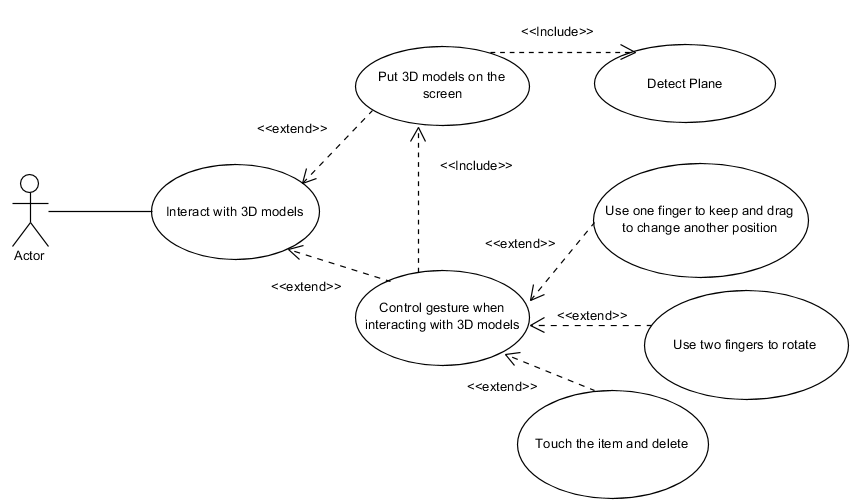 <<Include>>
Put 3D models on the
screen
Detect Plane
<<extend>>
<<Include>>
Interact with 3D models
Actor
Use one finger to keep and drag
to change another position
<<extend>>
<<extend>>
Control gesture when
interacting with 3D models
<<extend>>
Use two fingers to rotate
<<extend>>
Touch the item and delete